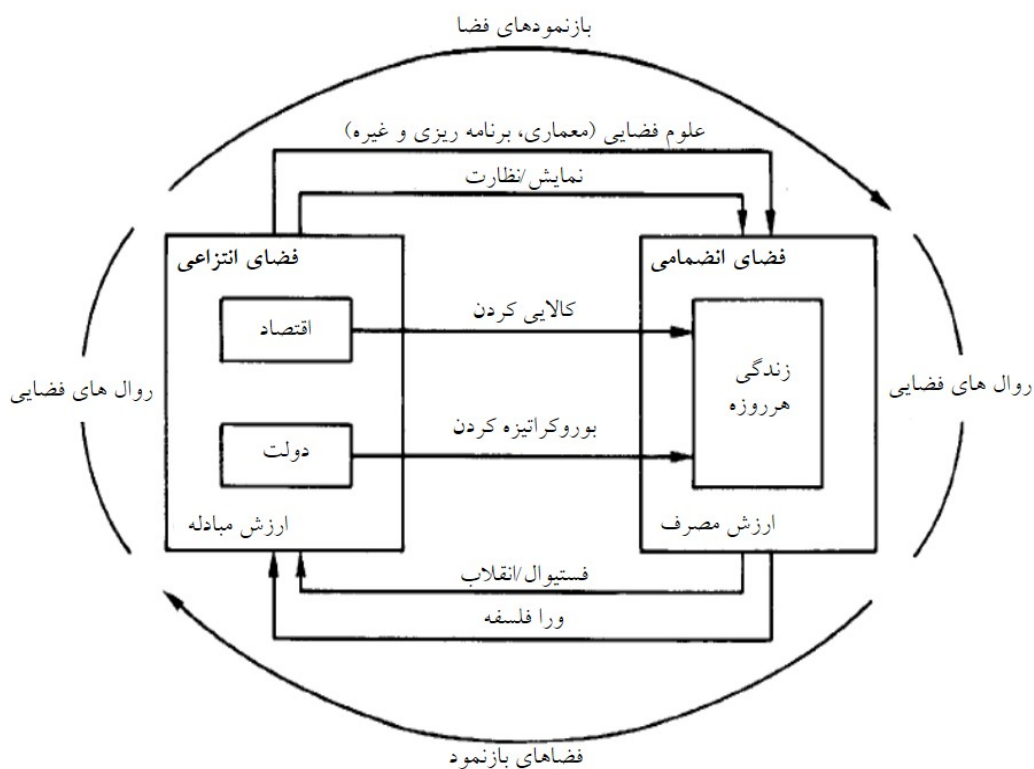 بازنمودهای فضا
علوم فضایی (معماری، برنامه ریزی و غیره)
نمایش/نظارت
فضای انضمامی
فضای انتزاعی
کالایی کردن
اقتصاد
زندگی
هرروزه
روال های فضایی
روال های فضایی
بوروکراتیزه کردن
دولت
ارزش مصرف
ارزش مبادله
فستیوال/انقلاب
ورا فلسفه
فضاهای بازنمود